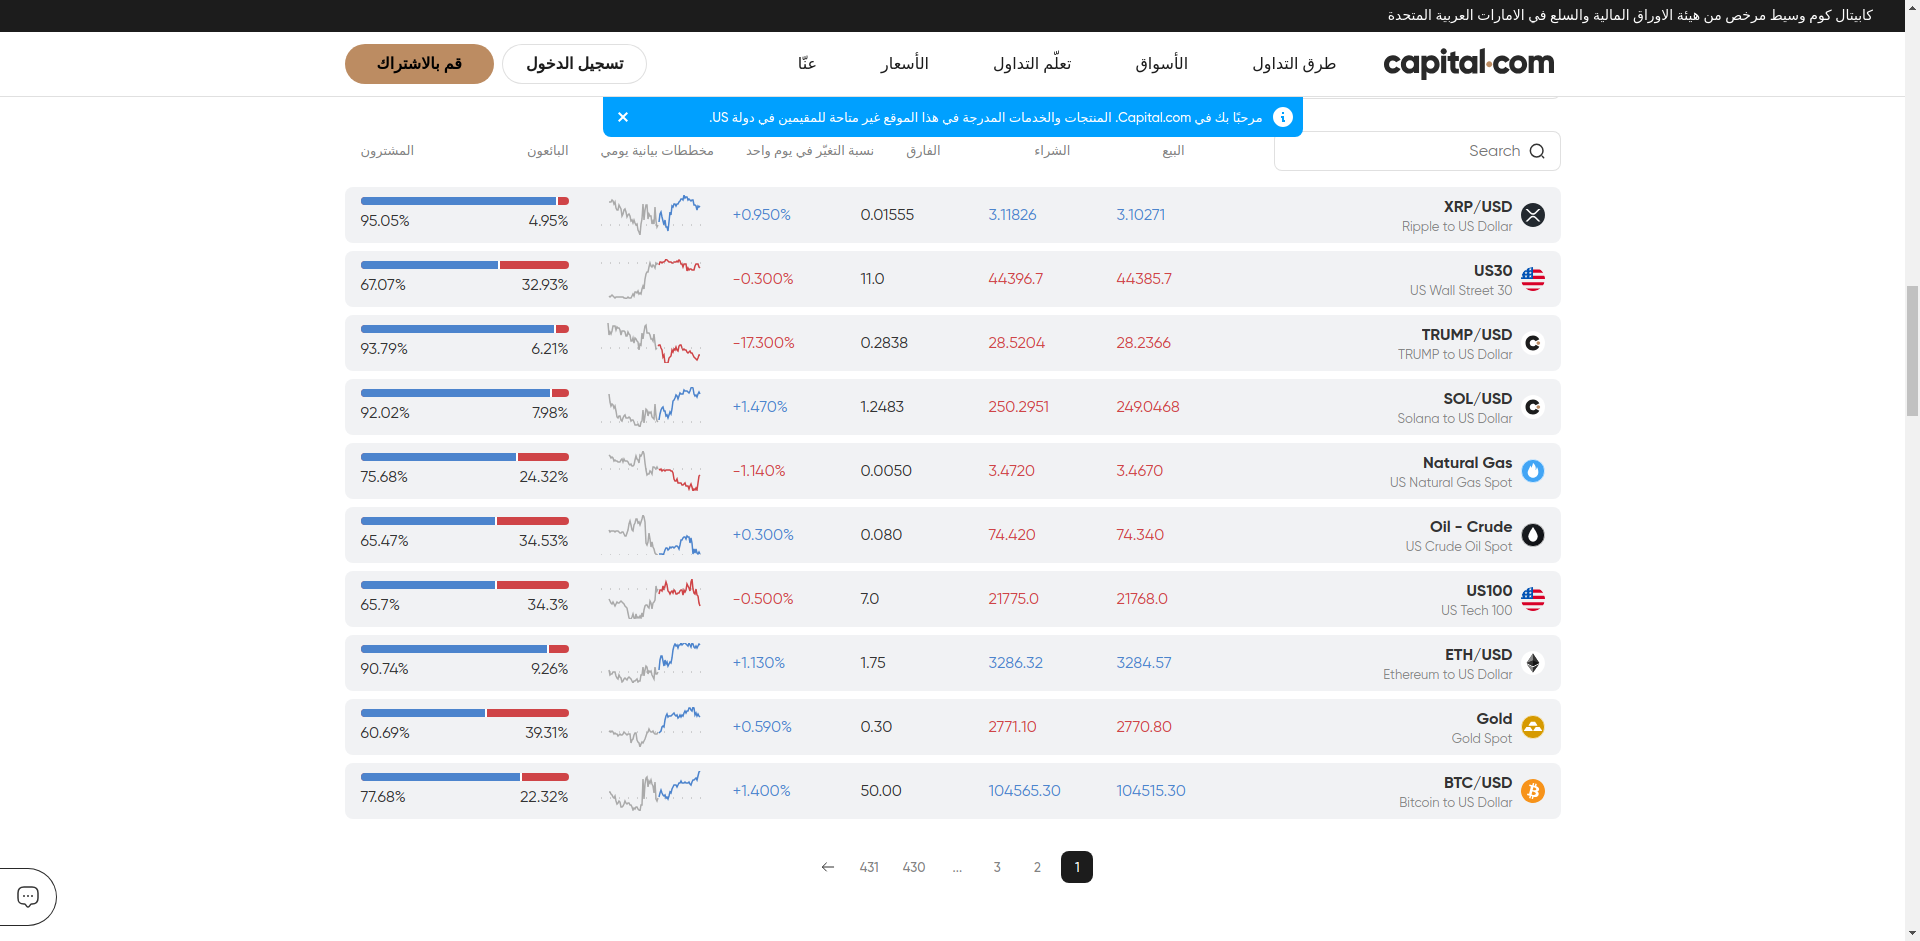 كابيتال كوم وسيط مرخص من هيئة الاوراق المالية والسلع في الامارات العربية المتحدة
capital.com
طرق التداول
الأسواق
تعلّم التداول
الأسعار
عنّا
تسجيل الدخول
قم بالاشتراك
مرحبًا بك في Capital.com. المنتجات والخدمات المدرجة في هذا الموقع غير متاحة للمقيمين في دولة US.
Search
البيع
الشراء
الفارق
نسبة التغيّر في يوم واحد
مخططات بيانية يومي
البائعون
المشترون
XRP/USD
Ripple to US Dollar
3.10271
3.11826
0.01555
+0.950%
4.95%
95.05%
US30
US Wall Street 30
44385.7
44396.7
11.0
-0.300%
32.93%
67.07%
TRUMP/USD
TRUMP to US Dollar
28.2366
28.5204
0.2838
-17.300%
6.21%
93.79%
SOL/USD
Solana to US Dollar
249.0468
250.2951
1.2483
+1.470%
7.98%
92.02%
Natural Gas
US Natural Gas Spot
3.4670
3.4720
0.0050
-1.140%
24.32%
75.68%
Oil - Crude
US Crude Oil Spot
74.340
74.420
0.080
+0.300%
34.53%
65.47%
US100
US Tech 100
21768.0
21775.0
7.0
-0.500%
34.3%
65.7%
ETH/USD
Ethereum to US Dollar
3284.57
3286.32
1.75
+1.130%
9.26%
90.74%
Gold
Gold Spot
2770.80
2771.10
0.30
+0.590%
39.31%
60.69%
BTC/USD
Bitcoin to US Dollar
104515.30
104565.30
50.00
+1.400%
22.32%
77.68%
1
2
3
...
430
431